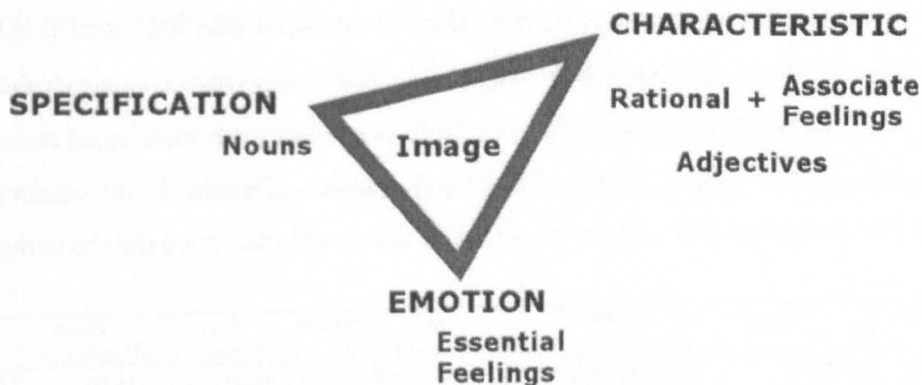 CHARACTERISTIC
SPECIFICATION
Rational + Associate
Feelings
Nouns
Image
Adjectives
EMOTION
Essential
Feelings